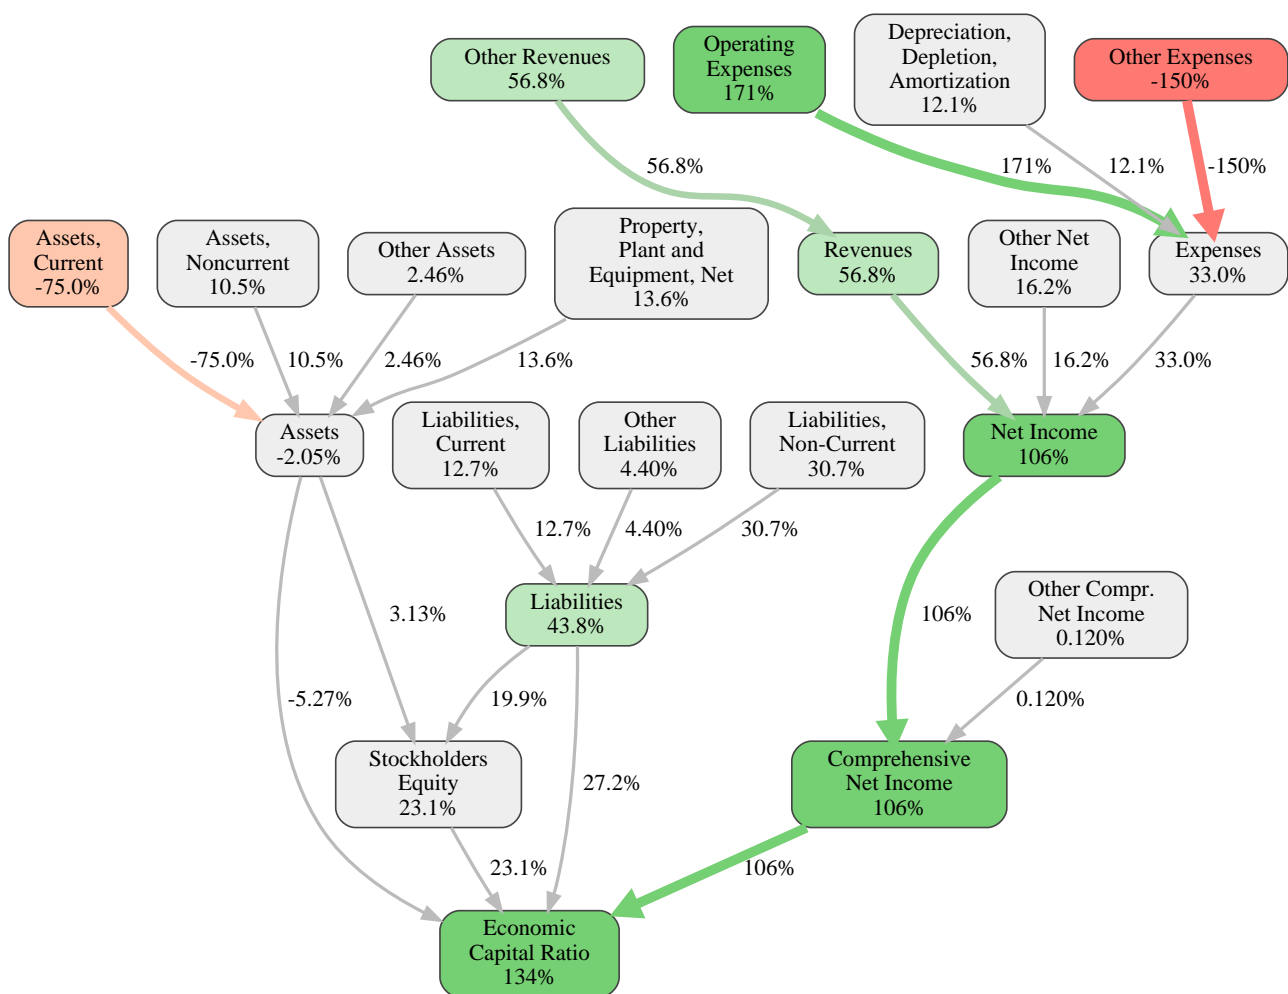 Other Revenues
56.8%
Operating
Expenses
171%
Depreciation,
Depletion,
Amortization
12.1%
Other Expenses
-150%
56.8%
171%
12.1%
-150%
Assets,
Current
-75.0%
Assets,
Noncurrent
10.5%
Other Assets
2.46%
Property,
Plant and
Equipment, Net
13.6%
Revenues
56.8%
Other Net
Income
16.2%
Expenses
33.0%
-75.0%
10.5%
2.46%
13.6%
56.8%
16.2%
33.0%
Assets
-2.05%
Liabilities,
Current
12.7%
Other
Liabilities
4.40%
Liabilities,
Non-Current
30.7%
Net Income
106%
12.7%
4.40%
30.7%
Liabilities
43.8%
Other Compr.
Net Income
0.120%
3.13%
106%
-5.27%
19.9%
0.120%
Stockholders
Equity
23.1%
27.2%
Comprehensive
Net Income
106%
23.1%
106%
Economic
Capital Ratio
134%